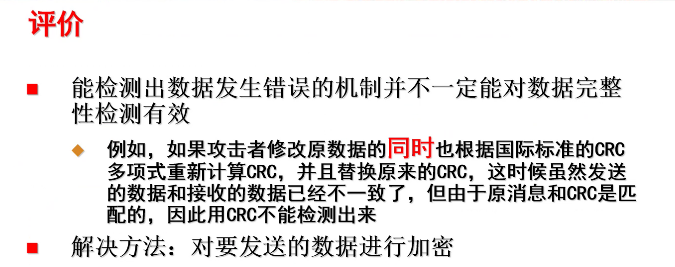 评价
能检测出数据发生错误的机制并不一定能对数据完整
性检测有效
例如，如果攻击者修改原数据的同时也根据国际标准的CRC
多项式重新计算CRC，并且替换原来的CRC，这时候虽然发送
的数据和接收的数据已经不一致了，但由于原消息和CRC是匹
配的，因此用CRC不能检测出来
解决方法：对要发送的数据进行加密